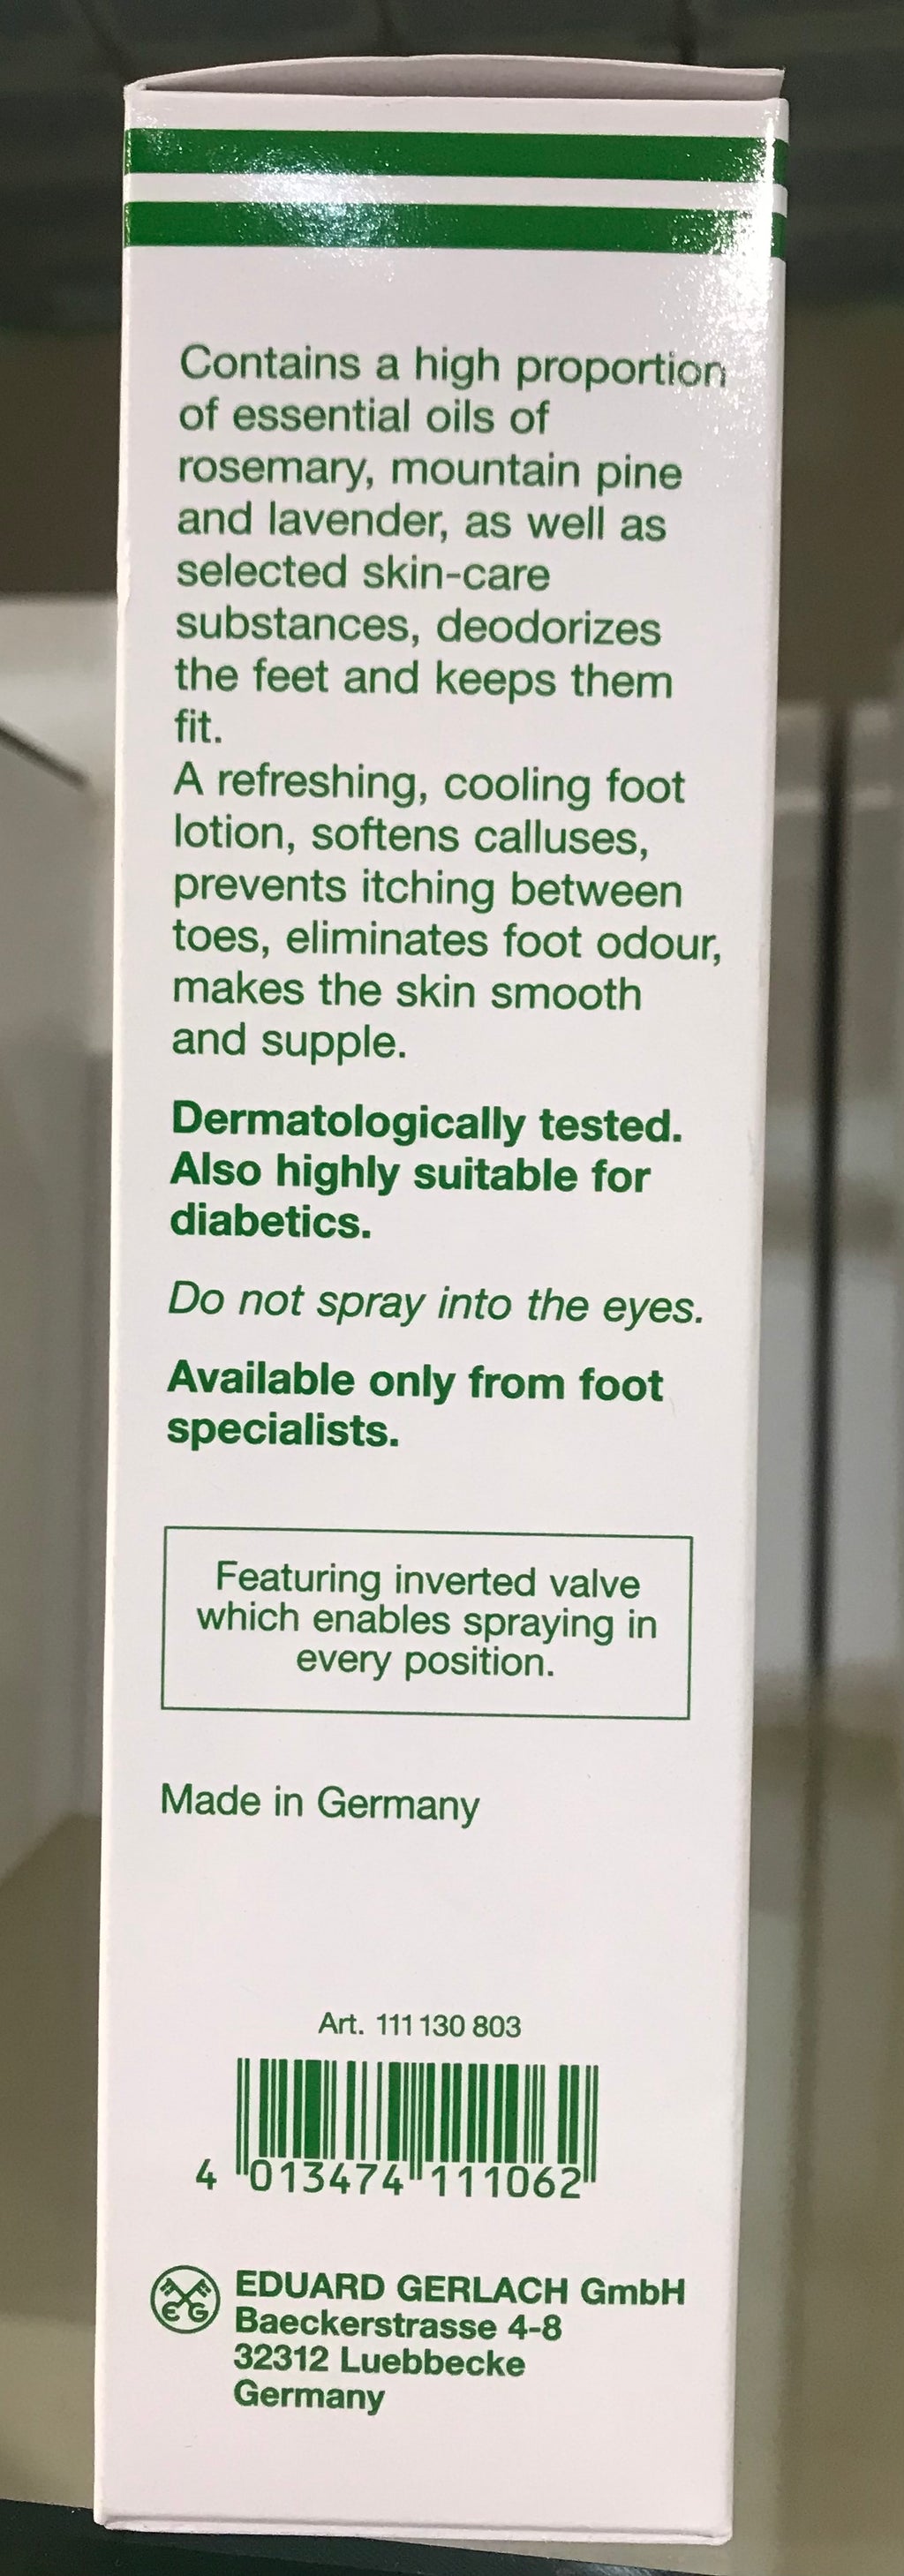 Contains a high proportion
of essential oils of
rosemary, mountain pine
and lavender, as well as
selected skin-care
substances, deodorizes
the feet and keeps them
fit.
A refreshing, cooling foot
lotion, softens calluses,
prevents itching between
toes, eliminates foot odour,
makes the skin smooth
and supple.
Dermatologically tested.
Also highly suitable for
diabetics.
Do not spray into the eyes.
Available only from foot
specialists.
Featuring inverted valve
which enables spraying in
every position.
Made in Germany
Art. 111 130 803
4 013474 111062
EG
EDUARD GERLACH GmbH
Baeckerstrasse 4-8
32312 Luebbecke
Germany